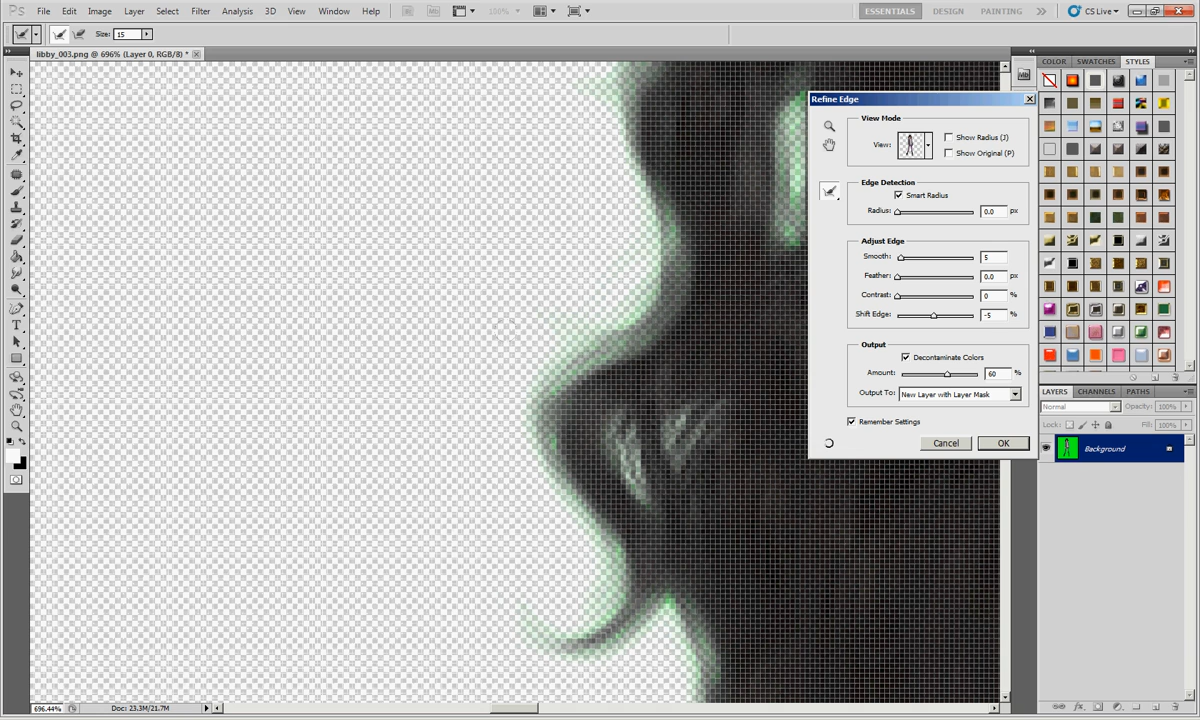 Ps File Edit Image Layer Select Filter Analysis 3D View Window Help 100% ESSENTIALS DESIGN PAINTING CS Live
Size: 15
libby_003.png @ 696% (Layer 0, RGB/8) *
COLOR SWATCHES STYLES
Refine Edge
View Mode
View:
Show Radius (J)
Show Original (P)
Edge Detection
Smart Radius
Radius: 0.0 px
Adjust Edge
Smooth: 5
Feather: 0.0 px
Contrast: 0 %
Shift Edge: -5 %
Output
Decontaminate Colors
Amount: 60 %
Output To: New Layer with Layer Mask
Remember Settings
Cancel OK
LAYERS CHANNELS PATHS
Normal Opacity: 100%
Lock: Fill: 100%
Background
696.44% Doc: 23.3M/21.7M